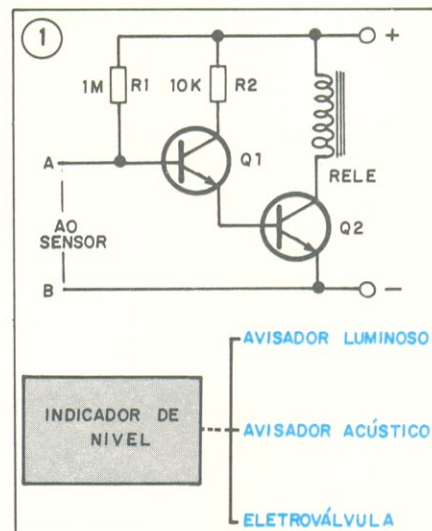 1
+
1M R1 10K R2
A
Q1
RELE
AO
SENSOR
Q2
B
−
AVISADOR LUMINOSO
INDICADOR DE
NIVEL
AVISADOR ACÚSTICO
ELETROVÁLVULA